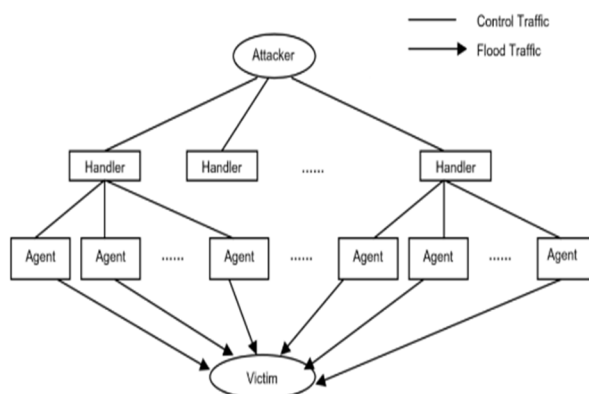 Control Traffic
Flood Traffic
Attacker
Handler Handler ...... Handler
Agent Agent ...... Agent ...... Agent Agent ...... Agent
Victim